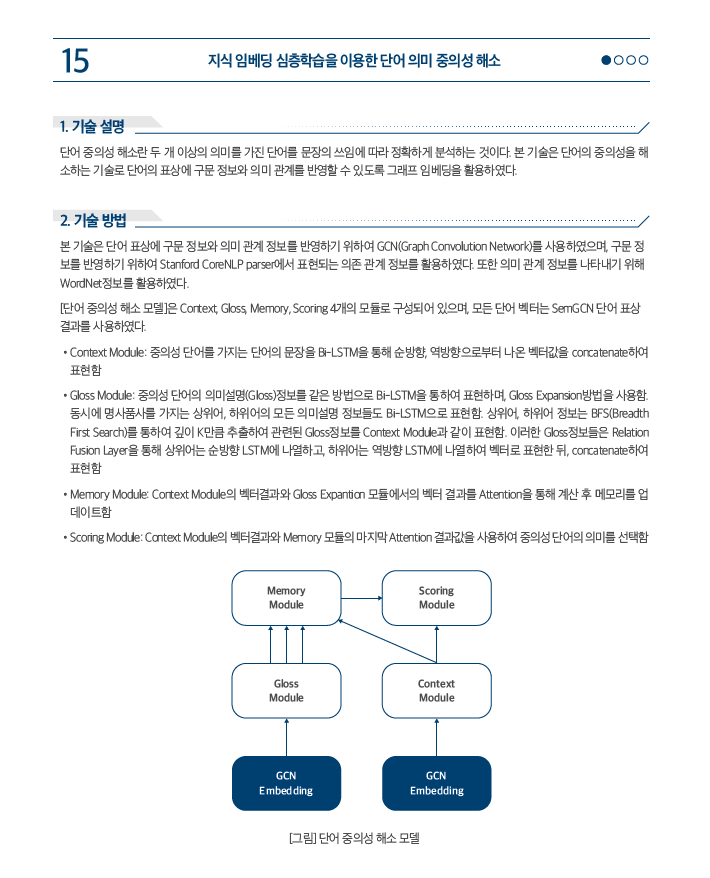 15
지식 임베딩 심층학습을 이용한 단어 의미 중의성 해소
1. 기술 설명
단어 중의성 해소란 두 개 이상의 의미를 가진 단어를 문장의 쓰임에 따라 정확하게 분석하는 것이다. 본 기술은 단어의 중의성을 해
소하는 기술로 단어의 표상에 구문 정보와 의미 관계를 반영할 수 있도록 그래프 임베딩을 활용하였다.
2. 기술 방법
본 기술은 단어 표상에 구문 정보와 의미 관계 정보를 반영하기 위하여 GCN(Graph Convolution Network)를 사용하였으며, 구문 정
보를 반영하기 위하여 Stanford CoreNLP parser에서 표현되는 의존 관계 정보를 활용하였다. 또한 의미 관계 정보를 나타내기 위해
WordNet정보를 활용하였다.
[단어 중의성 해소 모델]은 Context, Gloss, Memory, Scoring 4개의 모듈로 구성되어 있으며, 모든 단어 벡터는 SemGCN 단어 표상
결과를 사용하였다.
• Context Module: 중의성 단어를 가지는 단어의 문장을 Bi-LSTM을 통해 순방향, 역방향으로부터 나온 벡터값을 concatenate하여
표현함
• Gloss Module: 중의성 단어의 의미설명(Gloss)정보를 같은 방법으로 Bi-LSTM을 통하여 표현하며, Gloss Expansion방법을 사용함.
동시에 명사품사를 가지는 상위어, 하위어의 모든 의미설명 정보들도 Bi-LSTM으로 표현함. 상위어, 하위어 정보는 BFS(Breadth
First Search)를 통하여 깊이 K만큼 추출하여 관련된 Gloss정보를 Context Module과 같이 표현함. 이러한 Gloss정보들은 Relation
Fusion Layer을 통해 상위어는 순방향 LSTM에 나열하고, 하위어는 역방향 LSTM에 나열하여 벡터로 표현한 뒤, concatenate하여
표현함
• Memory Module: Context Module의 벡터결과와 Gloss Expantion 모듈에서의 벡터 결과를 Attention을 통해 계산 후 메모리를 업
데이트함
• Scoring Module: Context Module의 벡터결과와 Memory 모듈의 마지막 Attention 결과값을 사용하여 중의성 단어의 의미를 선택함
Memory
Module
Scoring
Module
Gloss
Module
Context
Module
GCN
Embedding
GCN
Embedding
[그림] 단어 중의성 해소 모델